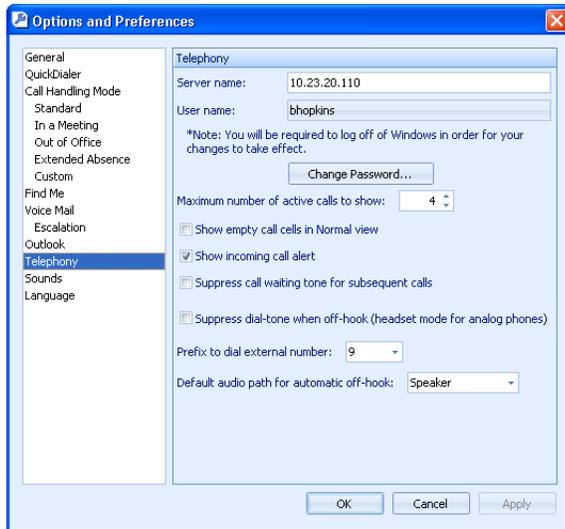 Options and Preferences
General
QuickDialer
Call Handling Mode
Standard
In a Meeting
Out of Office
Extended Absence
Custom
Find Me
Voice Mail
Escalation
Outlook
Telephony
Sounds
Language
Telephony
Server name: 10.23.20.110
User name: bhopkins
*Note: You will be required to log off of Windows in order for your
changes to take effect.
Change Password...
Maximum number of active calls to show: 4
Show empty call cells in Normal view
Show incoming call alert
Suppress call waiting tone for subsequent calls
Suppress dial-tone when off-hook (headset mode for analog phones)
Prefix to dial external number: 9
Default audio path for automatic off-hook: Speaker
OK Cancel Apply